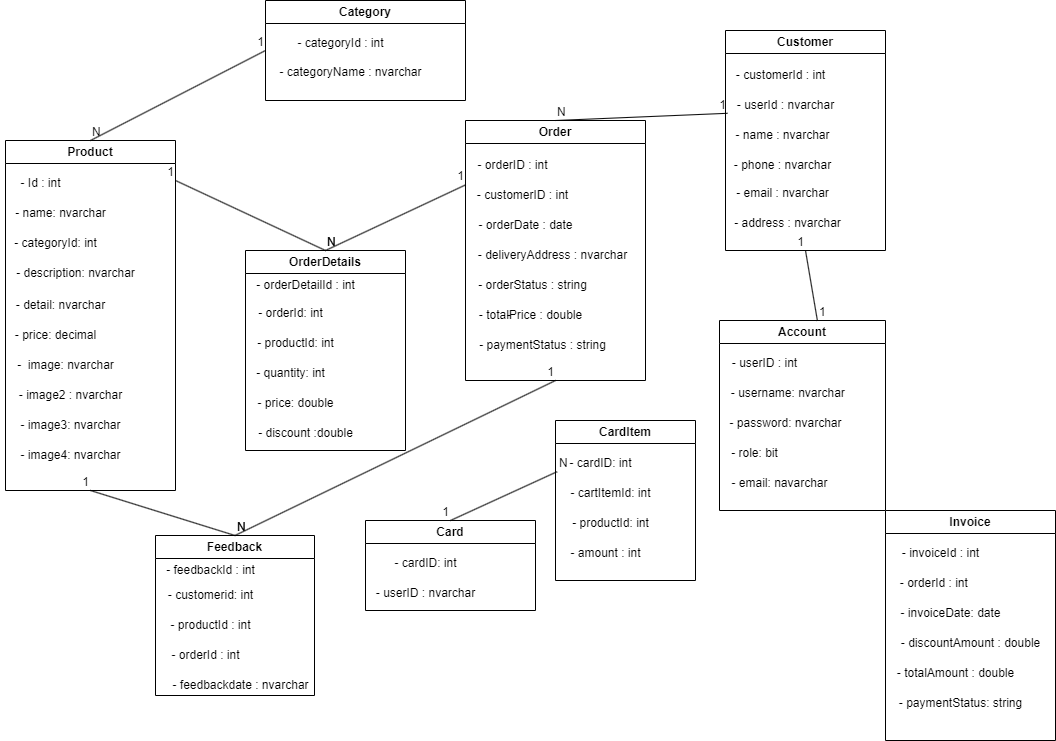 Category
- categoryId : int
- categoryName : nvarchar
1
N
Product
1
- Id : int
- name: nvarchar
- categoryId: int
- description: nvarchar
- detail: nvarchar
- price: decimal
- image: nvarchar
- image2 : nvarchar
- image3: nvarchar
- image4: nvarchar
1
N
OrderDetails
- orderDetailId : int
- orderId: int
- productId: int
- quantity: int
- price: double
- discount :double
1
N
Order
- orderID : int
- customerID : int
- orderDate : date
- deliveryAddress : nvarchar
- orderStatus : string
- totalPrice : double
- paymentStatus : string
1
1
Customer
- customerId : int
- userId : nvarchar
- name : nvarchar
- phone : nvarchar
- email : nvarchar
- address : nvarchar
1
1
Account
- userID : int
- username: nvarchar
- password: nvarchar
- role: bit
- email: navarchar
N
Feedback
- feedbackId : int
- customerid: int
- productId : int
- orderId : int
- feedbackdate : nvarchar
1
Card
- cardID: int
- userID : nvarchar
CardItem
N
- cardID: int
- cartItemId: int
- productId: int
- amount : int
Invoice
- invoiceId : int
- orderId : int
- invoiceDate: date
- discountAmount : double
- totalAmount : double
- paymentStatus: string